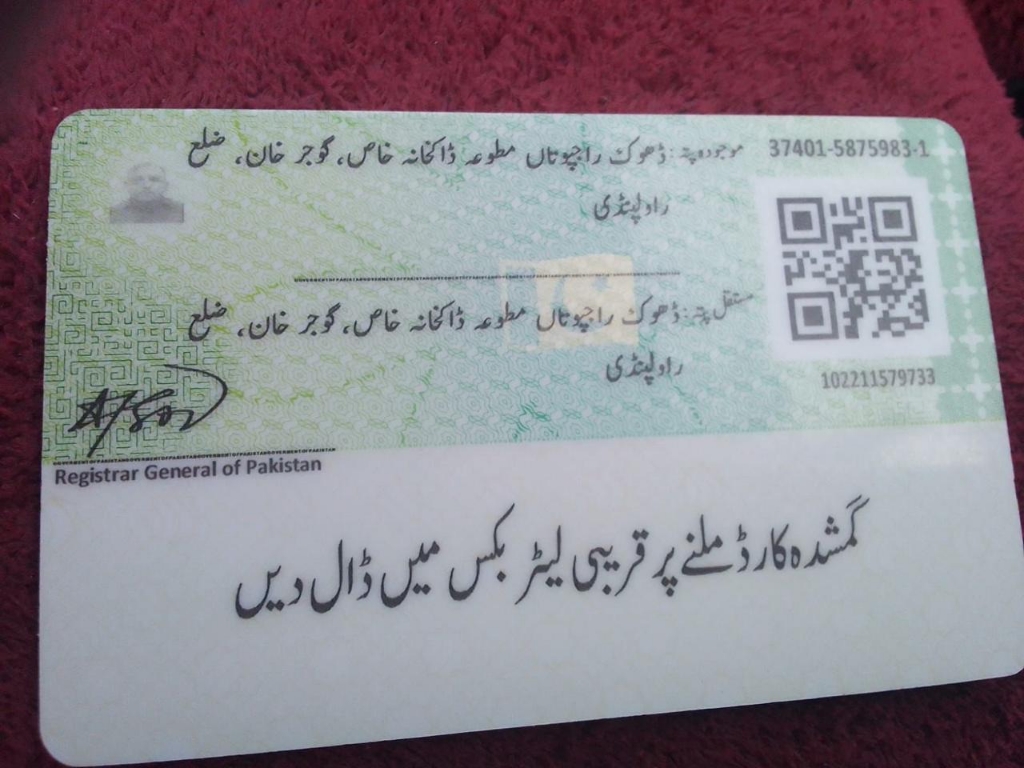 37401-5875983-1
موجودہ پتہ: ڈھوک راجپوتاں مطوعہ ڈاکخانہ خاص، گوجر خان، ضلع
راولپنڈی
مستقل پتہ: ڈھوک راجپوتاں مطوعہ ڈاکخانہ خاص، گوجر خان، ضلع
راولپنڈی
102211579733
Registrar General of Pakistan
گمشدہ کارڈ ملنے پر قریبی لیٹر بکس میں ڈال دیں